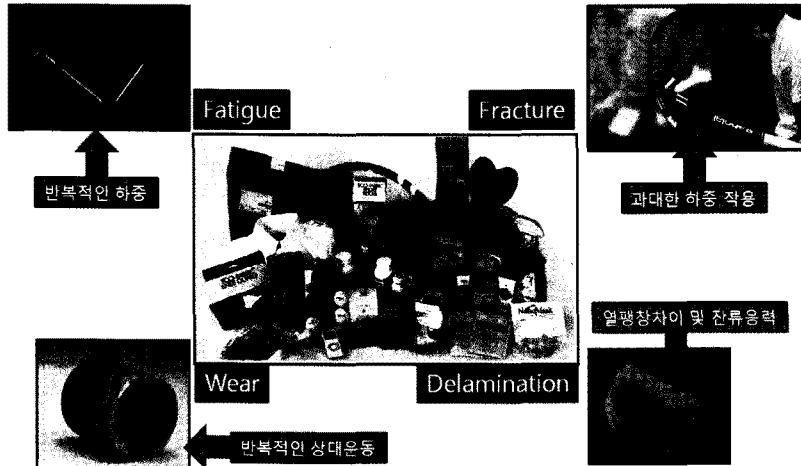 Fatigue
Fracture
반복적인 하중
과대한 하중 작용
열팽창차이 및 잔류응력
Wear
Delamination
반복적인 상대운동